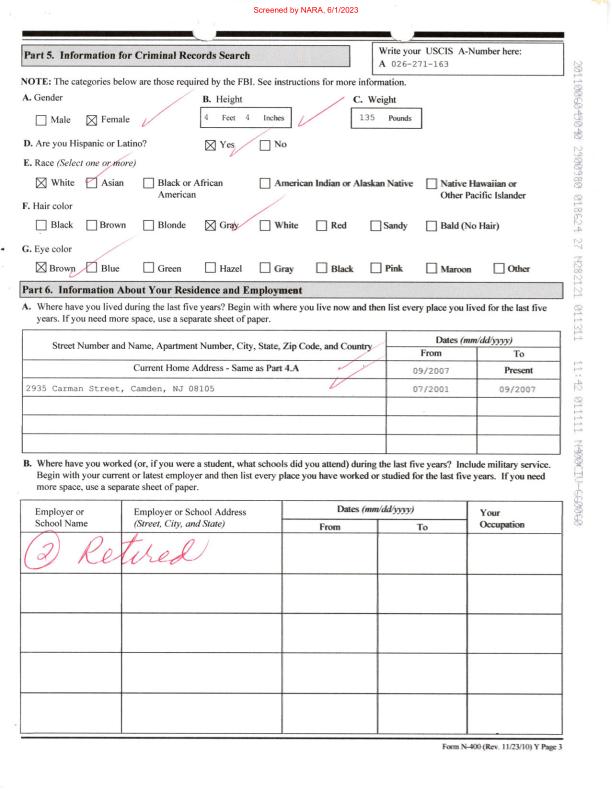 Screened by NARA, 6/1/2023
Part 5. Information for Criminal Records Search
Write your USCIS A-Number here:
A 026-271-163
NOTE: The categories below are those required by the FBI. See instructions for more information.
A. Gender
B. Height
C. Weight
Male Female
4 Feet 4 Inches
135 Pounds
D. Are you Hispanic or Latino?
Yes No
E. Race (Select one or more)
White Asian Black or African American American Indian or Alaskan Native Native Hawaiian or Other Pacific Islander
F. Hair color
Black Brown Blonde Gray White Red Sandy Bald (No Hair)
G. Eye color
Brown Blue Green Hazel Gray Black Pink Maroon Other
Part 6. Information About Your Residence and Employment
A. Where have you lived during the last five years? Begin with where you live now and then list every place you lived for the last five
years. If you need more space, use a separate sheet of paper.
Street Number and Name, Apartment Number, City, State, Zip Code, and Country
Dates (mm/dd/yyyy)
From To
Current Home Address - Same as Part 4.A 09/2007 Present
2935 Carman Street, Camden, NJ 08105 07/2001 09/2007
B. Where have you worked (or, if you were a student, what schools did you attend) during the last five years? Include military service.
Begin with your current or latest employer and then list every place you have worked or studied for the last five years. If you need
more space, use a separate sheet of paper.
Employer or
School Name
Employer or School Address
(Street, City, and State)
Dates (mm/dd/yyyy)
From To
Your
Occupation
2 Retired
Form N-400 (Rev. 11/23/10) Y Page 3